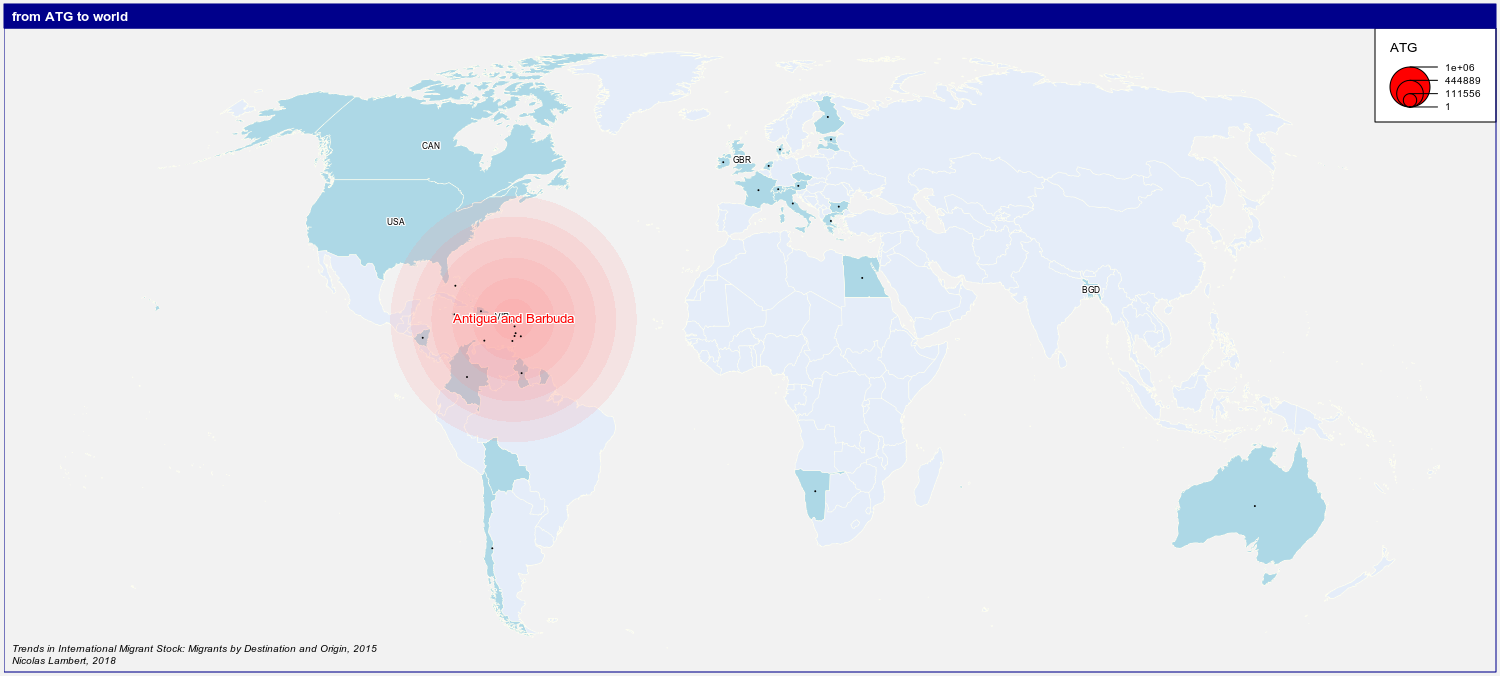 from ATG to world
ATG
1e+06
444889
111556
1
CAN
GBR
USA
BGD
Antigua and Barbuda
Trends in International Migrant Stock: Migrants by Destination and Origin, 2015
Nicolas Lambert, 2018